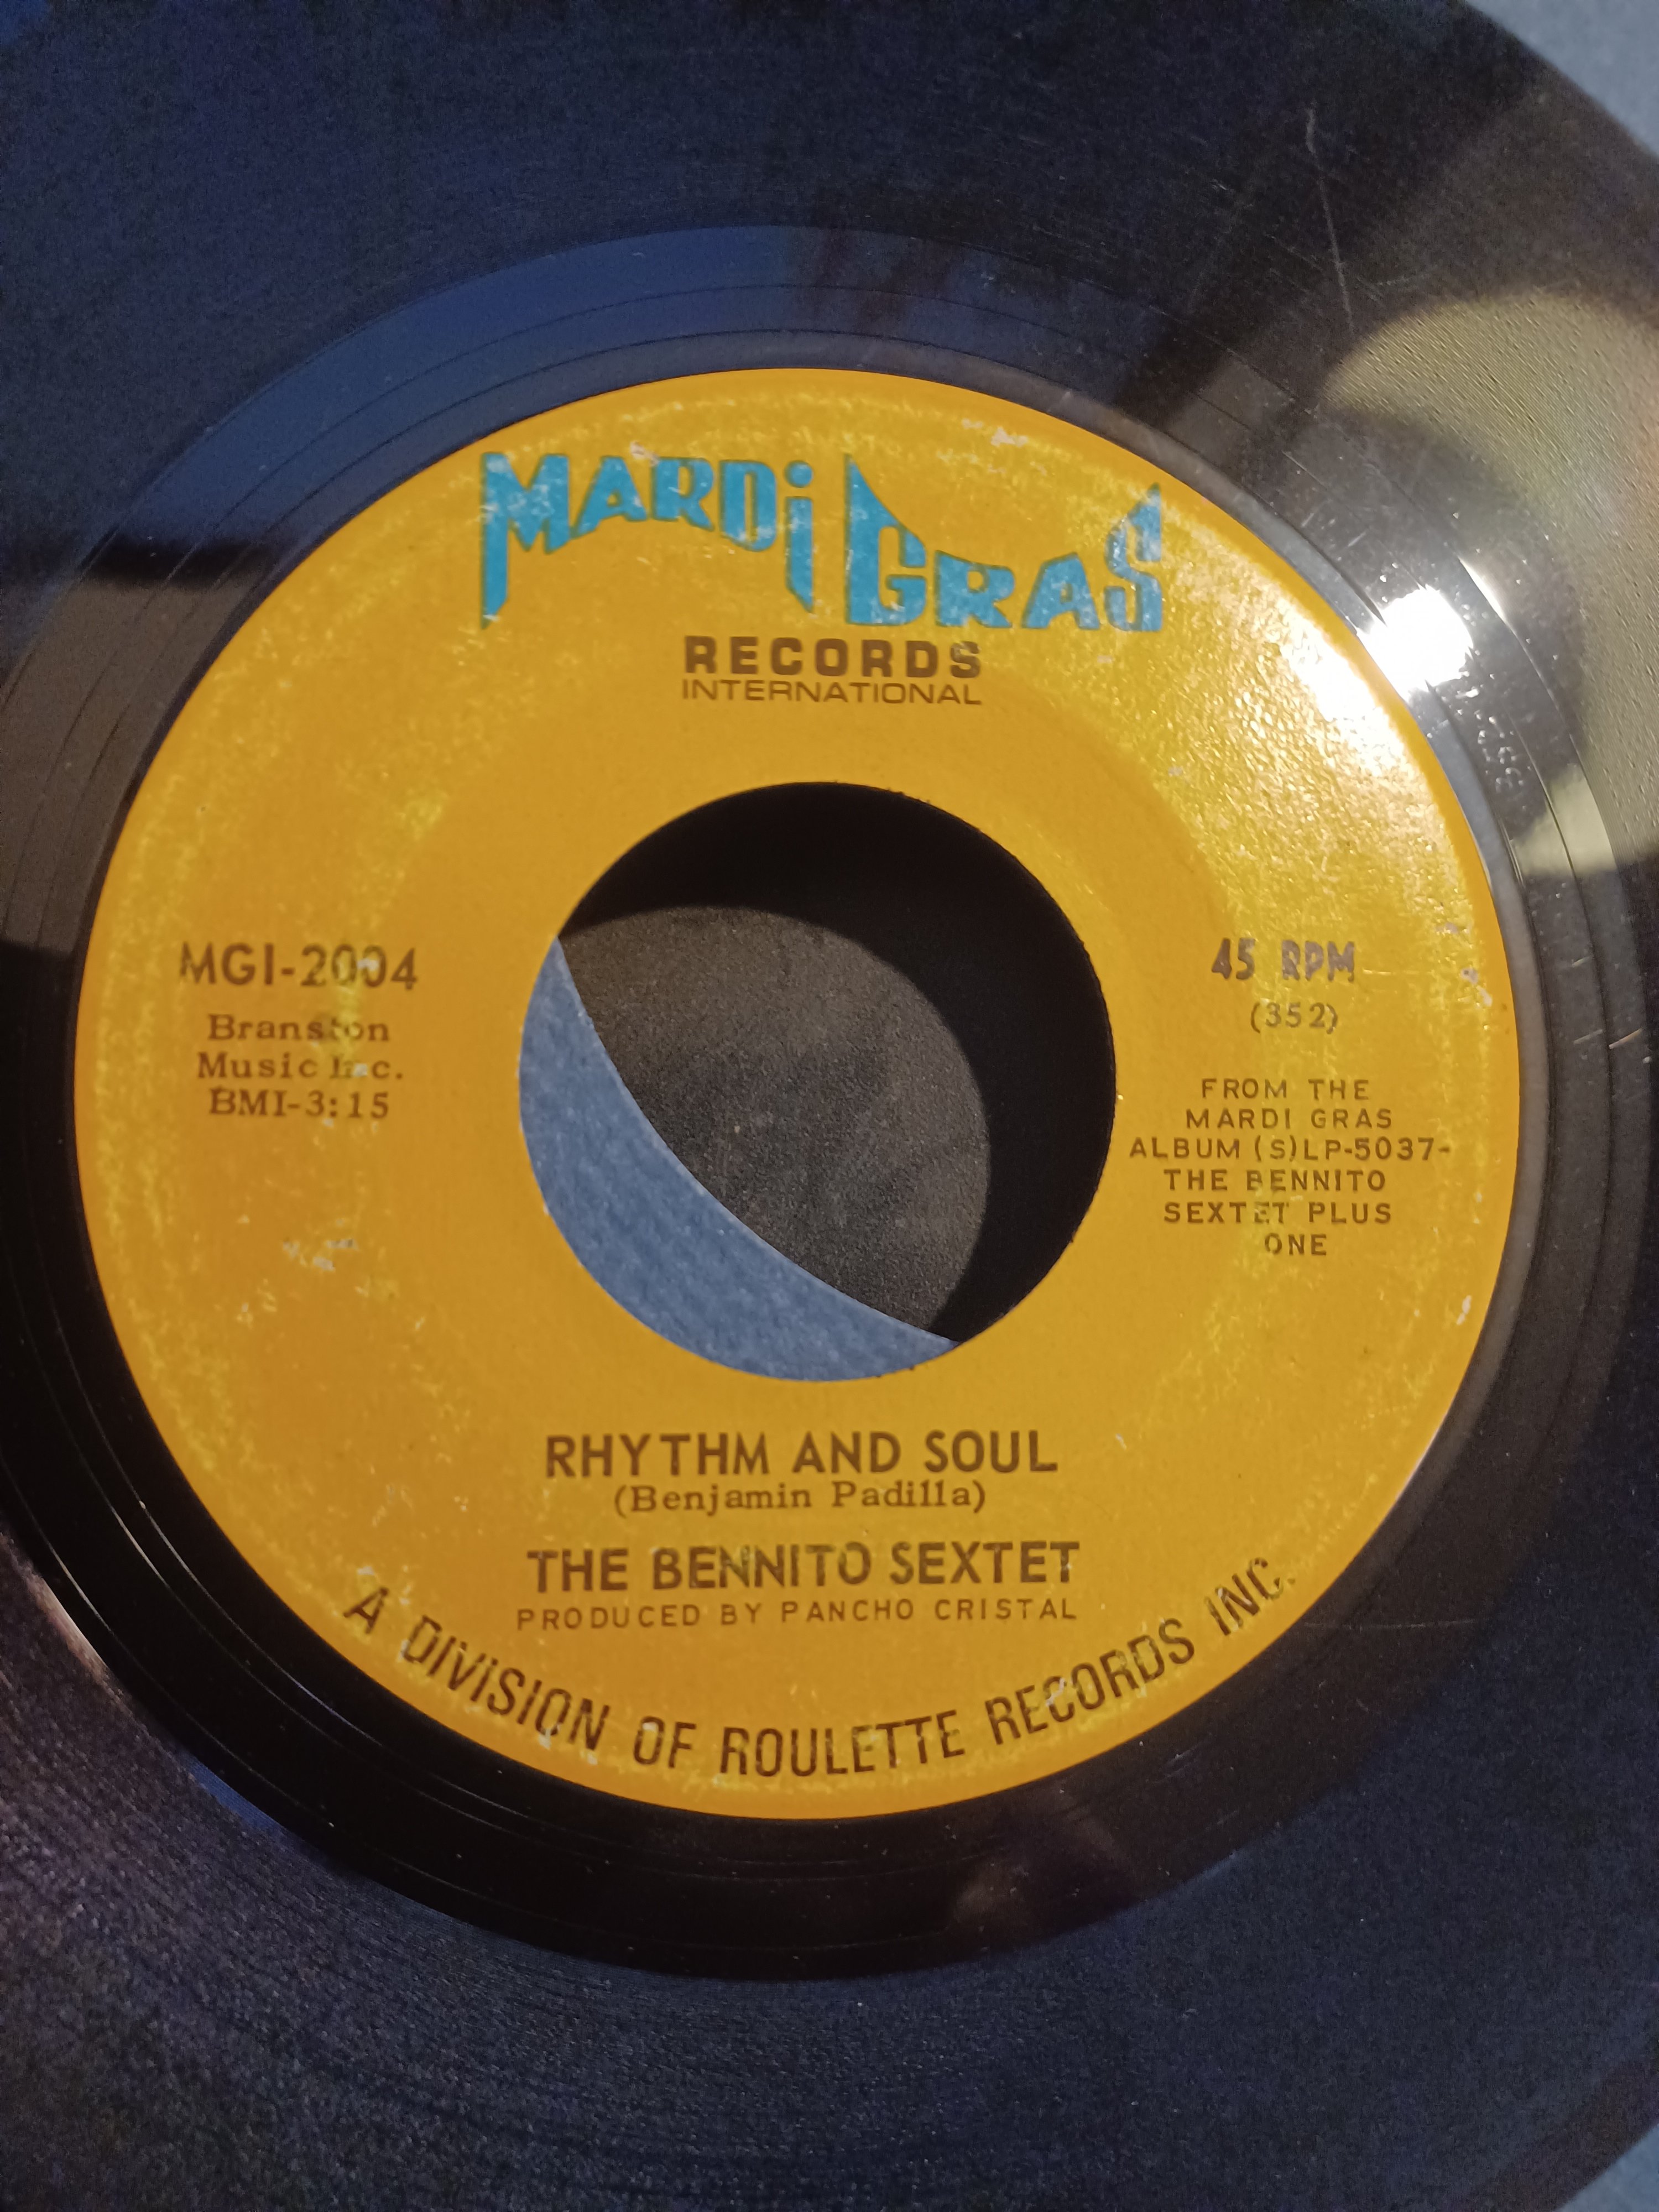 MARDi GRAS
RECORDS
INTERNATIONAL
MGI-2004
Branston
Music Inc.
BMI-3:15
45 RPM
(352)
FROM THE
MARDI GRAS
ALBUM (S)LP-5037-
THE BENNITO
SEXTET PLUS
ONE
RHYTHM AND SOUL
(Benjamin Padilla)
THE BENNITO SEXTET
PRODUCED BY PANCHO CRISTAL
A DIVISION OF ROULETTE RECORDS INC.